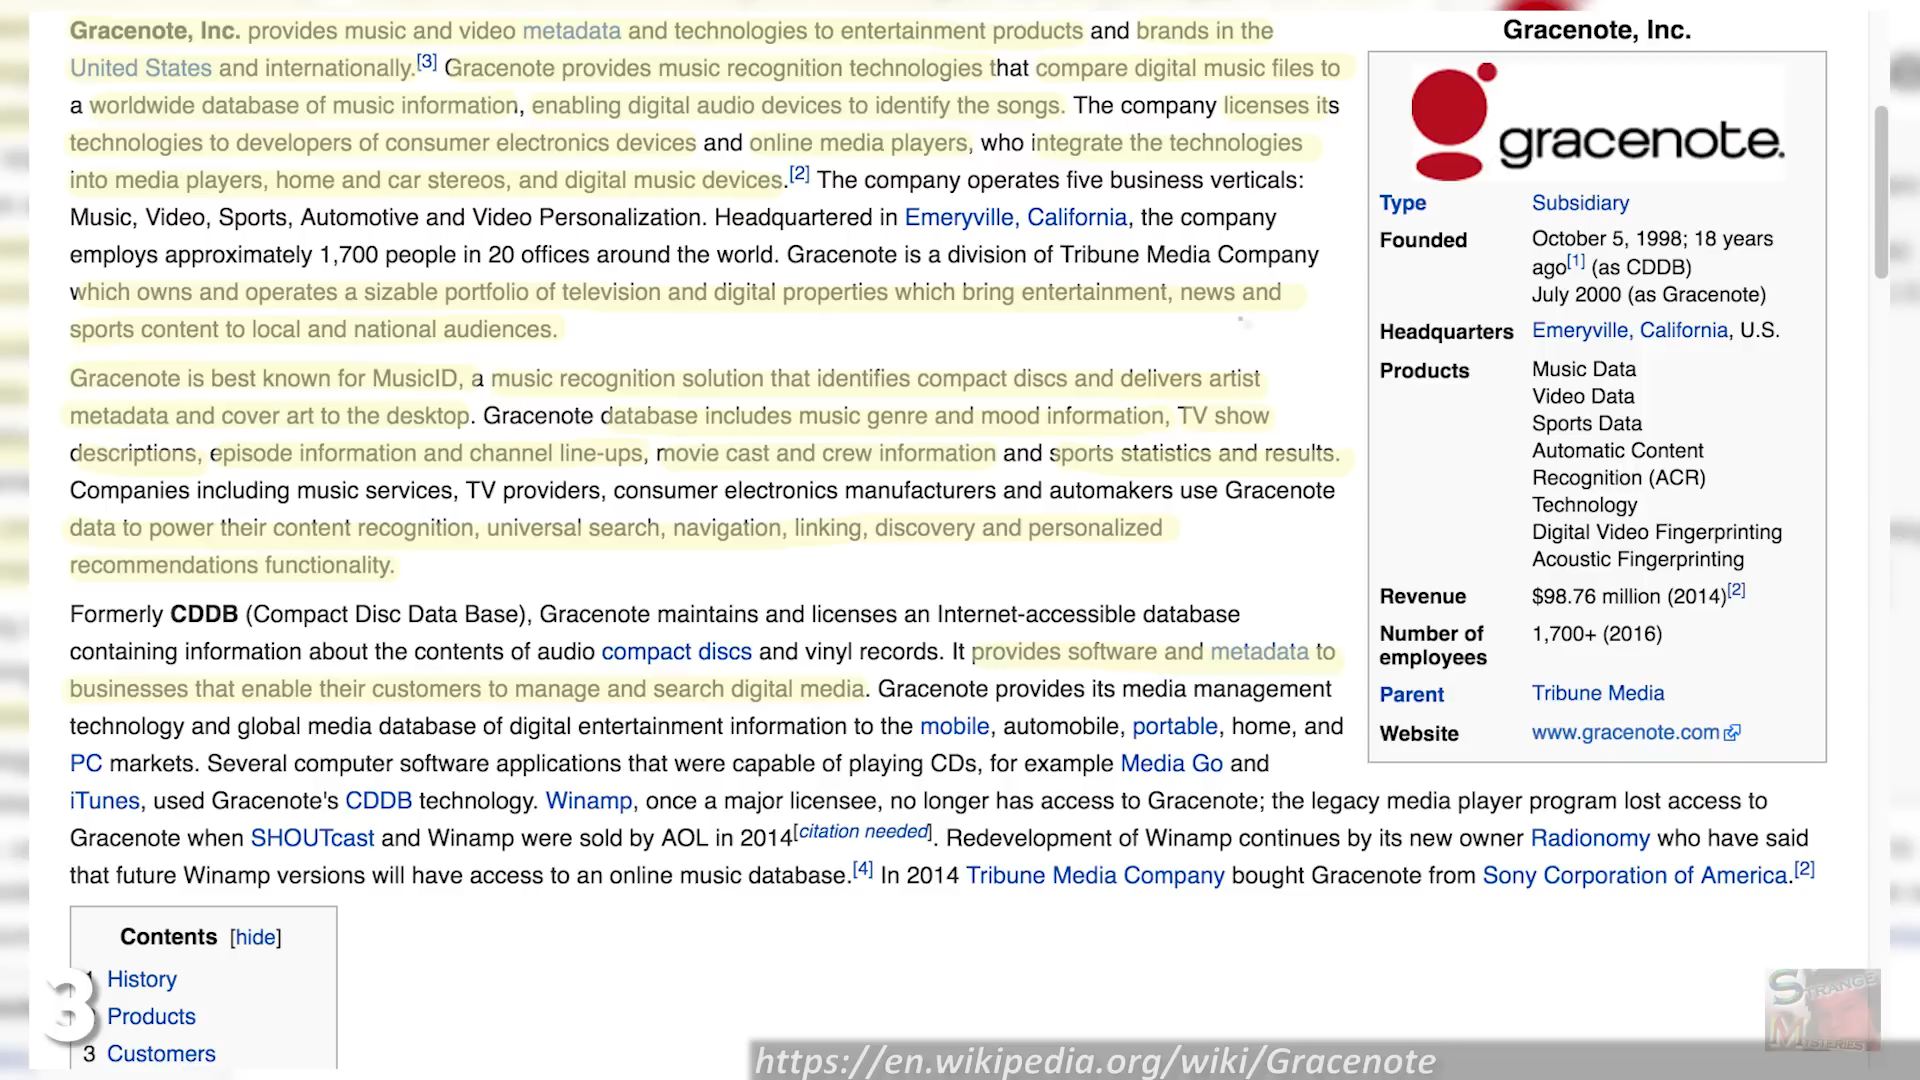 Gracenote, Inc. provides music and video metadata and technologies to entertainment products and brands in the
United States and internally.[3] Gracenote provides music recognition technologies that compare digital music files to
a worldwide database of music information, enabling digital audio devices to identify the songs. The company licenses its
technologies to developers of consumer electronics devices and online media players, who integrate the technologies
into media players, home and car stereos, and digital music devices.[2] The company operates five business verticals:
Music, Video, Sports, Automotive and Video Personalization. Headquartered in Emeryville, California, the company
employs approximately 1,700 people in 20 offices around the world. Gracenote is a division of Tribune Media Company
which owns and operates a sizable portfolio of television and digital properties which bring entertainment, news and
sports content to local and national audiences.
Gracenote is best known for MusicID, a music recognition solution that identifies compact discs and delivers artist
metadata and cover art to the desktop. Gracenote database includes music genre and mood information, TV show
descriptions, episode information and channel line-ups, movie cast and crew information and sports statistics and results.
Companies including music services, TV providers, consumer electronics manufacturers and automakers use Gracenote
data to power their content recognition, universal search, navigation, linking, discovery and personalized
recommendations functionality.
Formerly CDDB (Compact Disc Data Base), Gracenote maintains and licenses an Internet-accessible database
containing information about the contents of audio compact discs and vinyl records. It provides software and metadata to
businesses that enable their customers to manage and search digital media. Gracenote provides its media management
technology and global media database of digital entertainment information to the mobile, automobile, portable, home, and
PC markets. Several computer software applications that were capable of playing CDs, for example Media Go and
iTunes, used Gracenote's CDDB technology. Winamp, once a major licensee, no longer has access to Gracenote; the legacy media player program lost access to
Gracenote when SHOUTcast and Winamp were sold by AOL in 2014[citation needed]. Redevelopment of Winamp continues by its new owner Radionomy who have said
that future Winamp versions will have access to an online music database.[4] In 2014 Tribune Media Company bought Gracenote from Sony Corporation of America.[2]
Gracenote, Inc.
gracenote.
Type Subsidiary
Founded October 5, 1998; 18 years
ago[1] (as CDDB)
July 2000 (as Gracenote)
Headquarters Emeryville, California, U.S.
Products Music Data
Video Data
Sports Data
Automatic Content
Recognition (ACR)
Technology
Digital Video Fingerprinting
Acoustic Fingerprinting
Revenue $98.76 million (2014)[2]
Number of 1,700+ (2016)
employees
Parent Tribune Media
Website www.gracenote.com
Contents [hide]
1 History
Products
3 Customers
3
STRANGE
MYSTERIES
https://en.wikipedia.org/wiki/Gracenote